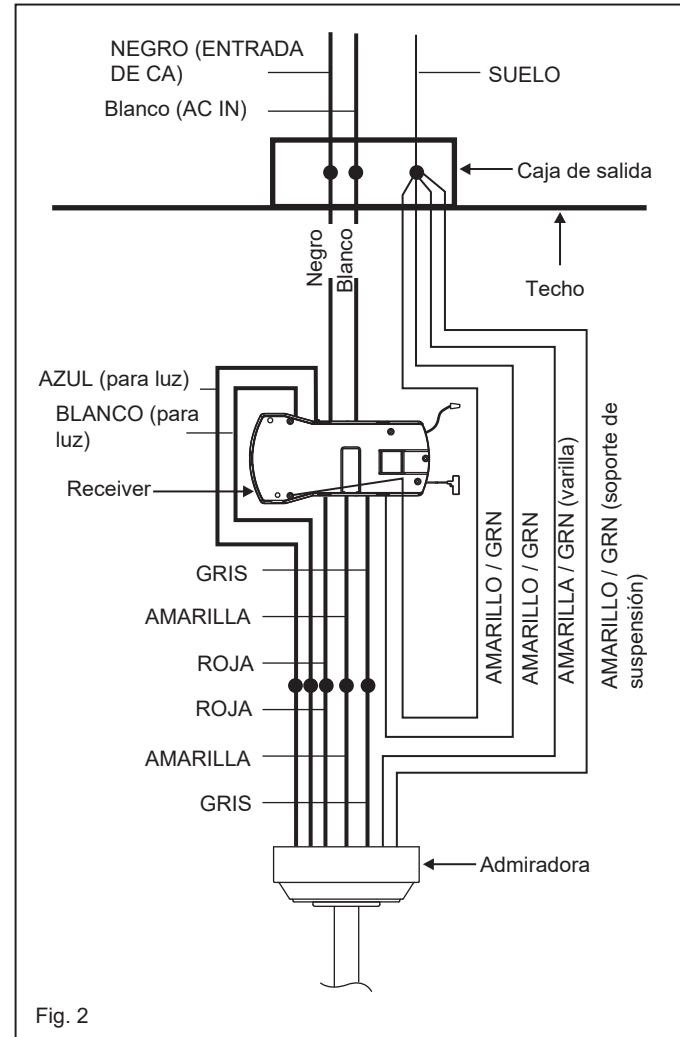 NEGRO (ENTRADA
DE CA)
Blanco (AC IN)
SUELO
Caja de salida
Techo
Negro
Blanco
AZUL (para luz)
BLANCO (para
luz)
Receiver
GRIS
AMARILLA
ROJA
ROJA
AMARILLA
GRIS
AMARILLO / GRN
AMARILLO / GRN
AMARILLA / GRN (varilla)
AMARILLO / GRN (soporte de
suspensión)
Admiradora
Fig. 2